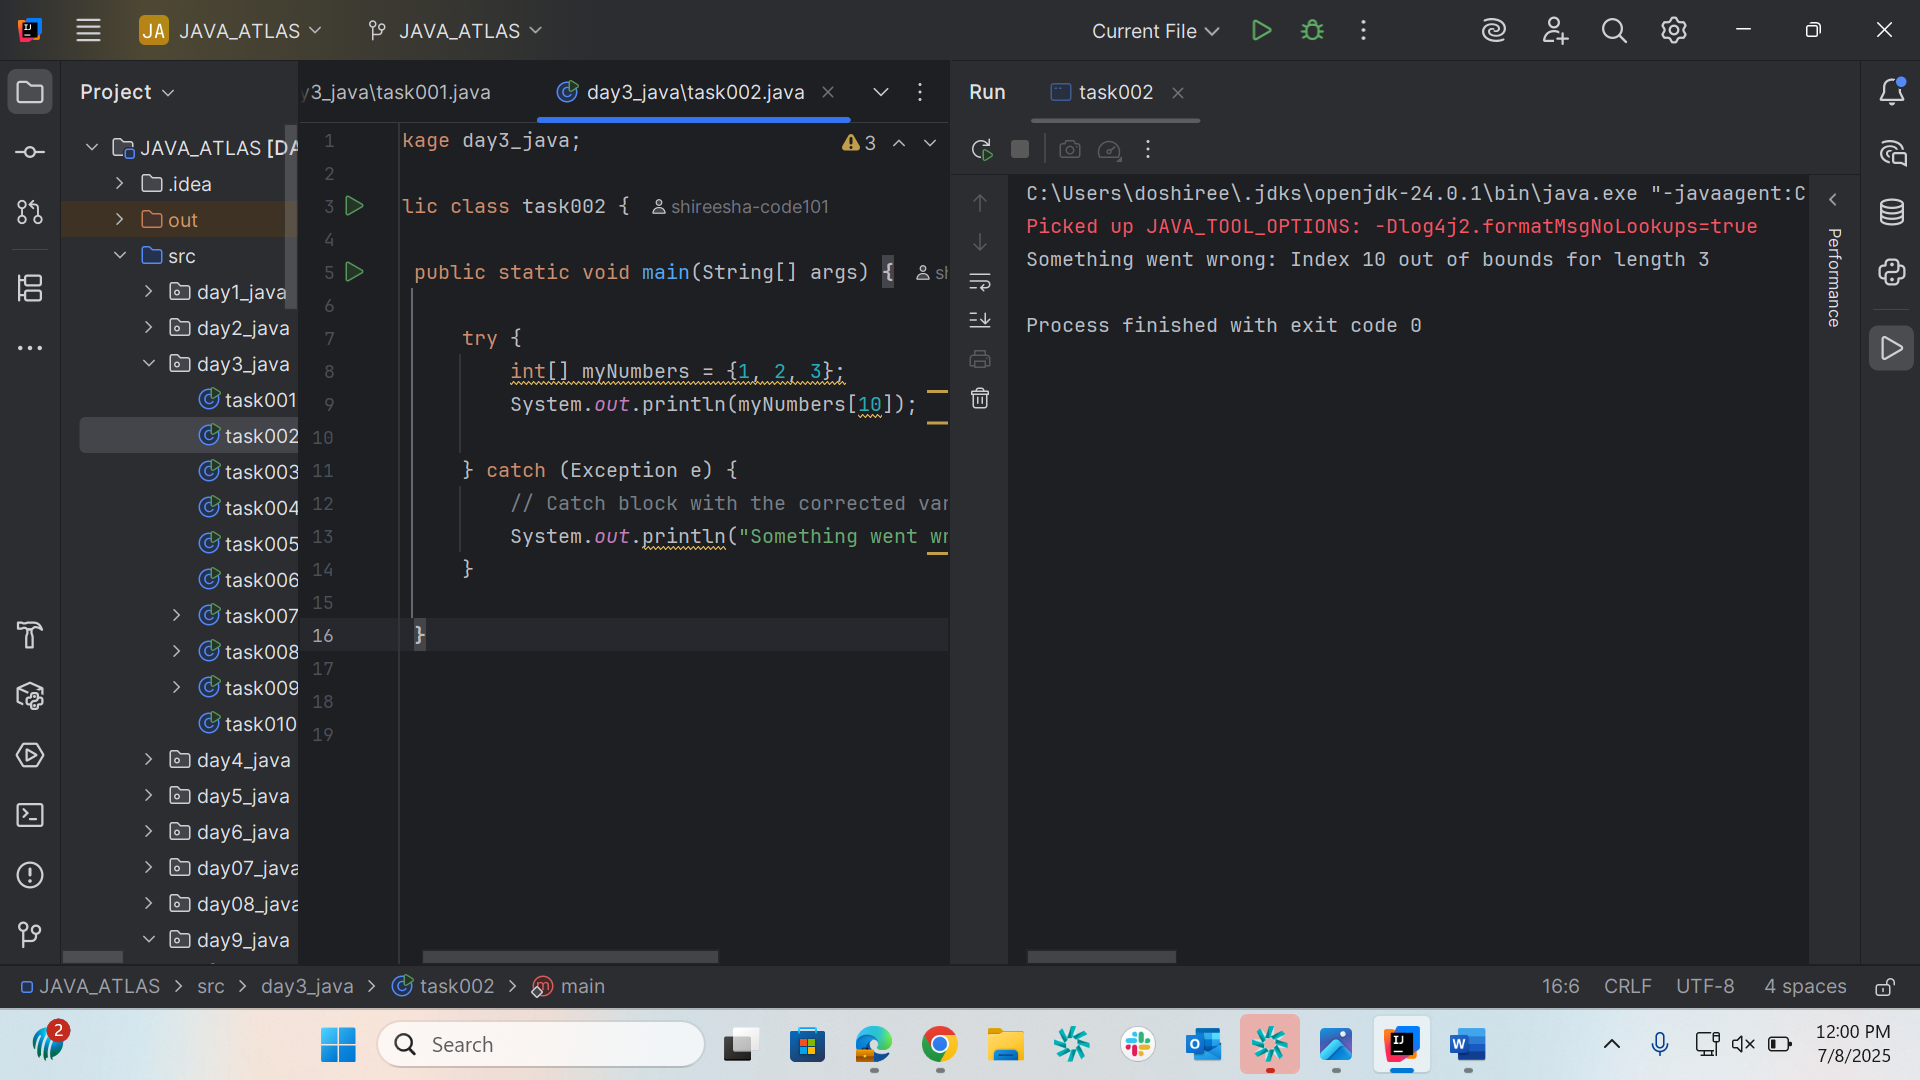 JA JAVA_ATLAS JAVA_ATLAS Current File
Project
y3_java\task001.java day3_java\task002.java
Run task002
JAVA_ATLAS [DA
.idea
out
src
day1_java
day2_java
day3_java
task001
task002
task003
task004
task005
task006
task007
task008
task009
task010
day4_java
day5_java
day6_java
day07_java
day08_java
day9_java
3
1 kage day3_java;
2
3 lic class task002 { shireesha-code101
4
5 public static void main(String[] args) { sh
6
7 try {
8 int[] myNumbers = {1, 2, 3};
9 System.out.println(myNumbers[10]);
10
11 } catch (Exception e) {
12 // Catch block with the corrected var
13 System.out.println("Something went wr
14 }
15
16 }
17
18
19
C:\Users\doshiree\.jdks\openjdk-24.0.1\bin\java.exe "-javaagent:C
Picked up JAVA_TOOL_OPTIONS: -Dlog4j2.formatMsgNoLookups=true
Something went wrong: Index 10 out of bounds for length 3
Process finished with exit code 0
Performance
JAVA_ATLAS > src > day3_java > task002 > main
16:6 CRLF UTF-8 4 spaces
2
Search
12:00 PM
7/8/2025